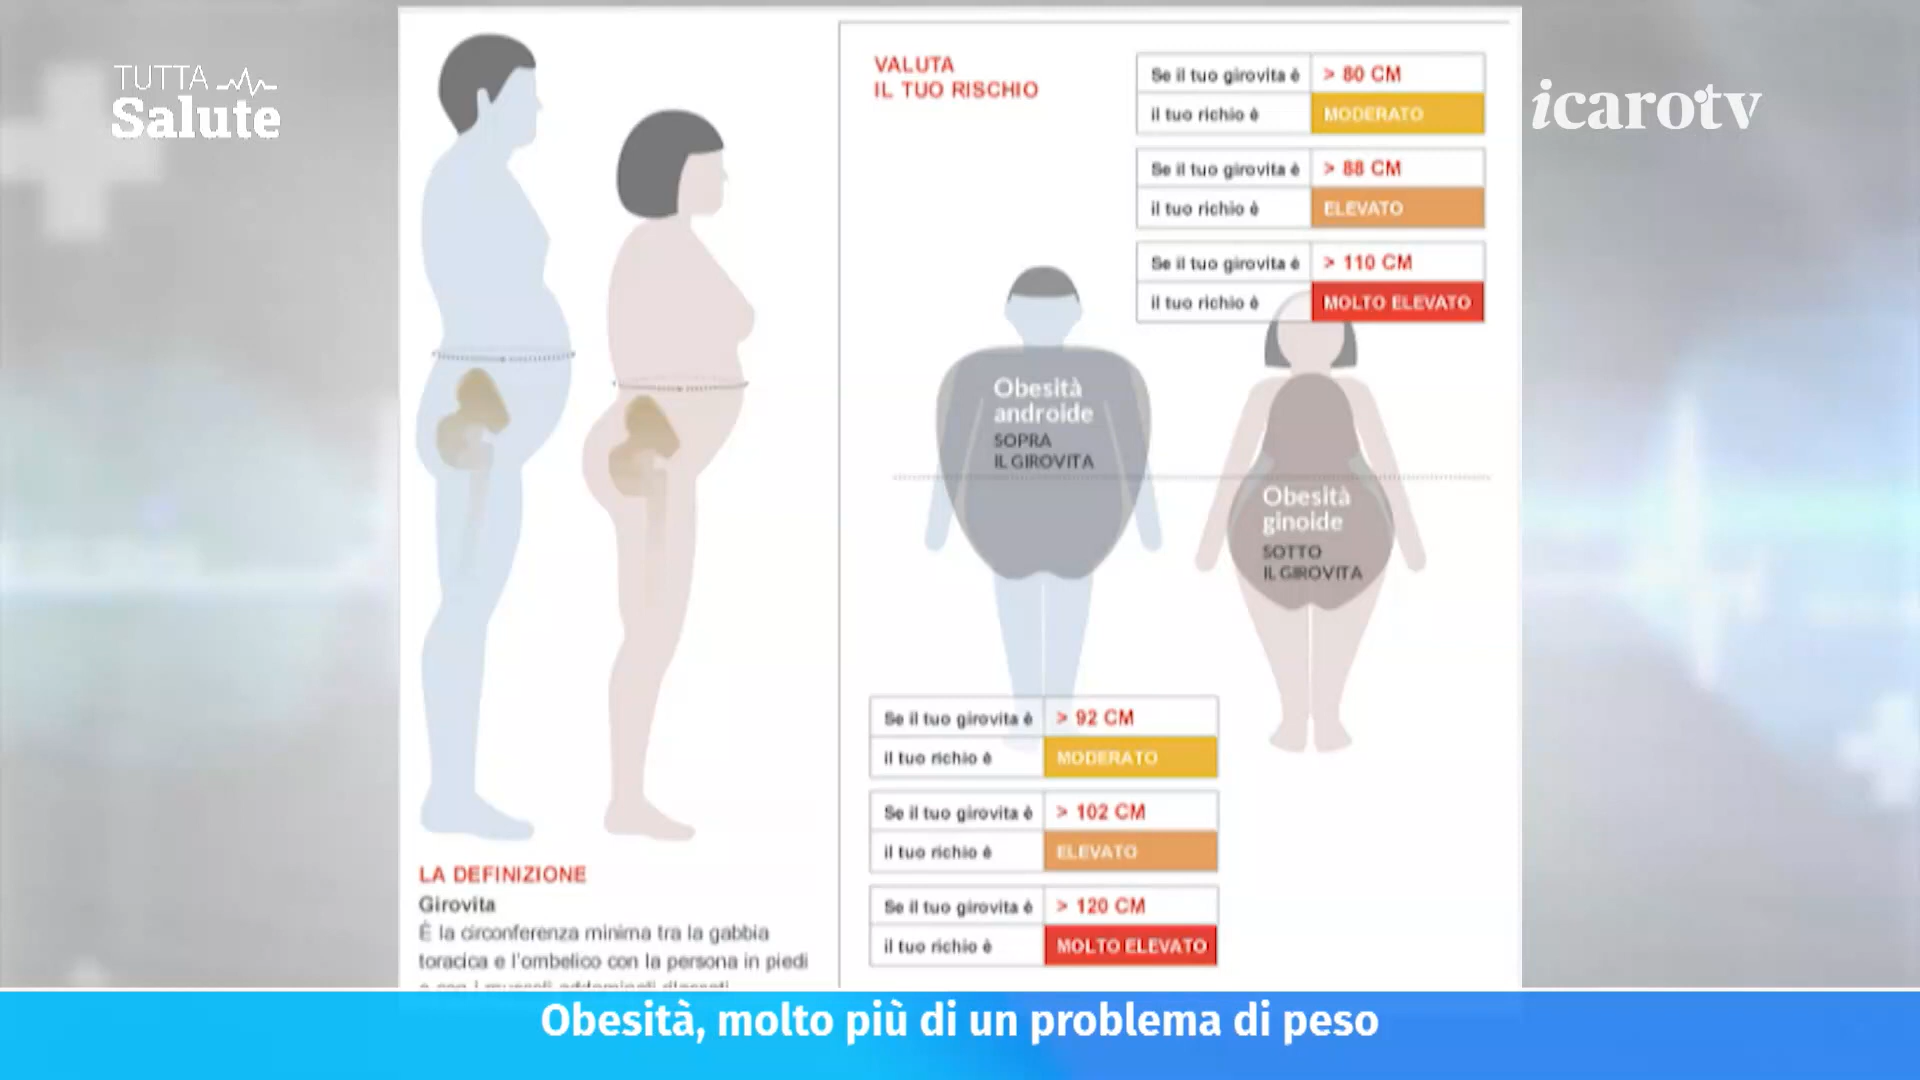 TUTTA
Salute
icarotv
VALUTA
IL TUO RISCHIO
Se il tuo girovita è > 80 CM
il tuo richio è MODERATO
Se il tuo girovita è > 88 CM
il tuo richio è ELEVATO
Se il tuo girovita è > 110 CM
il tuo richio è MOLTO ELEVATO
Obesità
androide
SOPRA
IL GIROVITA
Obesità
ginoide
SOTTO
IL GIROVITA
Se il tuo girovita è > 92 CM
il tuo richio è MODERATO
Se il tuo girovita è > 102 CM
il tuo richio è ELEVATO
Se il tuo girovita è > 120 CM
il tuo richio è MOLTO ELEVATO
LA DEFINIZIONE
Girovita
È la circonferenza minima tra la gabbia
toracica e l'ombelico con la persona in piedi
Obesità, molto più di un problema di peso